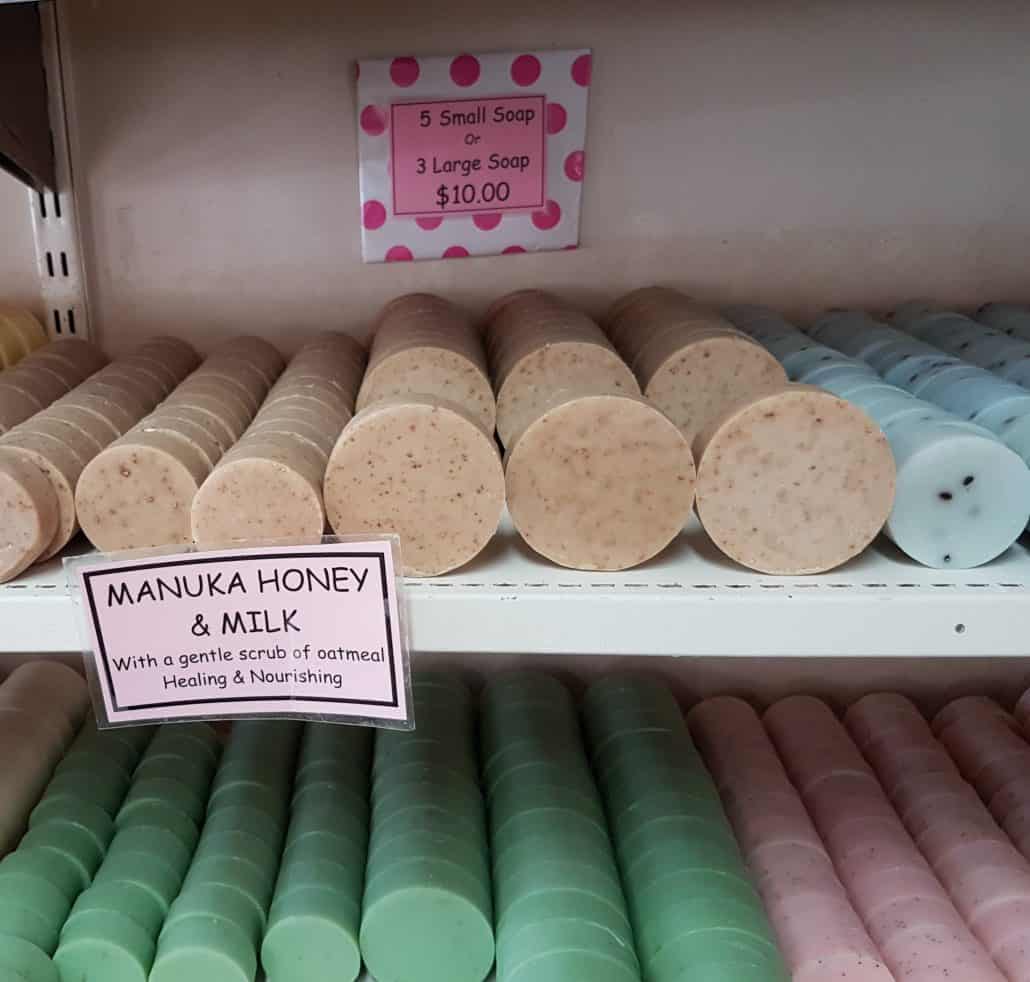 5 Small Soap
Or
3 Large Soap
$10.00
MANUKA HONEY
& MILK
With a gentle scrub of oatmeal
Healing & Nourishing